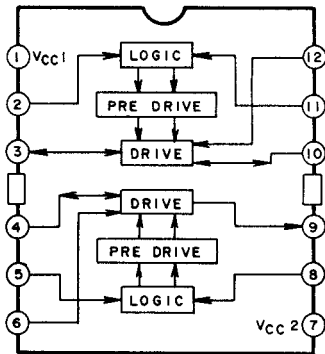 1 VCC1 LOGIC 12
2 PRE DRIVE 11
3 DRIVE 10
4 DRIVE 9
PRE DRIVE
5 LOGIC 8
6 VCC2 7